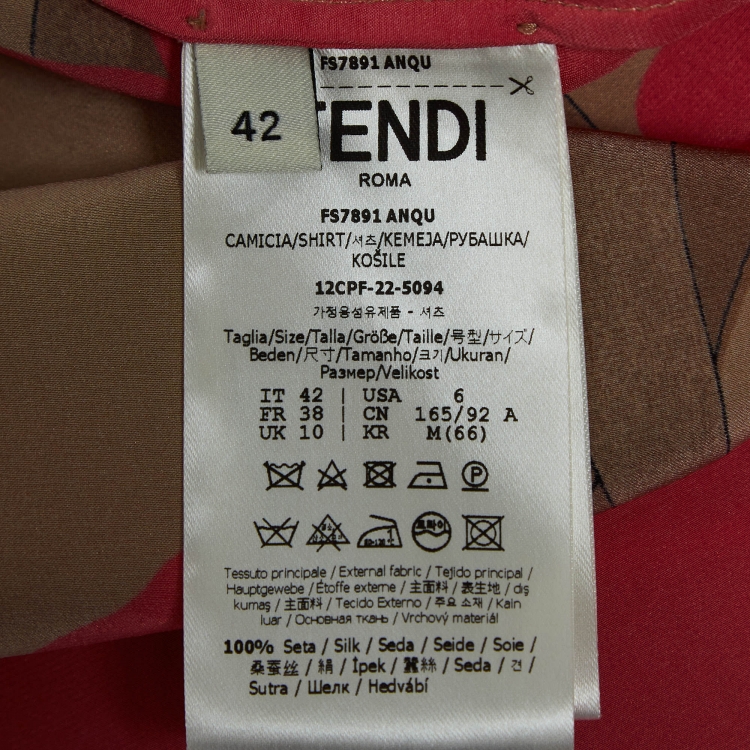 FS7891 ANQU
42
FENDI
ROMA
FS7891 ANQU
CAMICIA/SHIRT/셔츠/KEMEJA/РУБАШКА/
KOŠILE
12CPF-22-5094
가정용섬유제품 - 셔츠
Taglia/Size/Talla/Größe/Taille/号型/サイズ/
Beden/尺寸/Tamanho/크기/Ukuran/
Размер/Velikost
IT 42 | USA 6
FR 38 | CN 165/92 A
UK 10 | KR M(66)
P
드라이
Tessuto principale / External fabric / Tejido principal /
Hauptgewebe / Étoffe externe / 主面料 / 表生地 / dış
kumaş / 主面料 / Tecido Externo / 주요 소재 / Kain
luar / Основная ткань / Vrchový materiál
100% Seta / Silk / Seda / Seide / Soie /
桑蚕丝 / 絹 / İpek / 蠶絲 / Seda / 견 /
Sutra / Шелк / Hedvábí